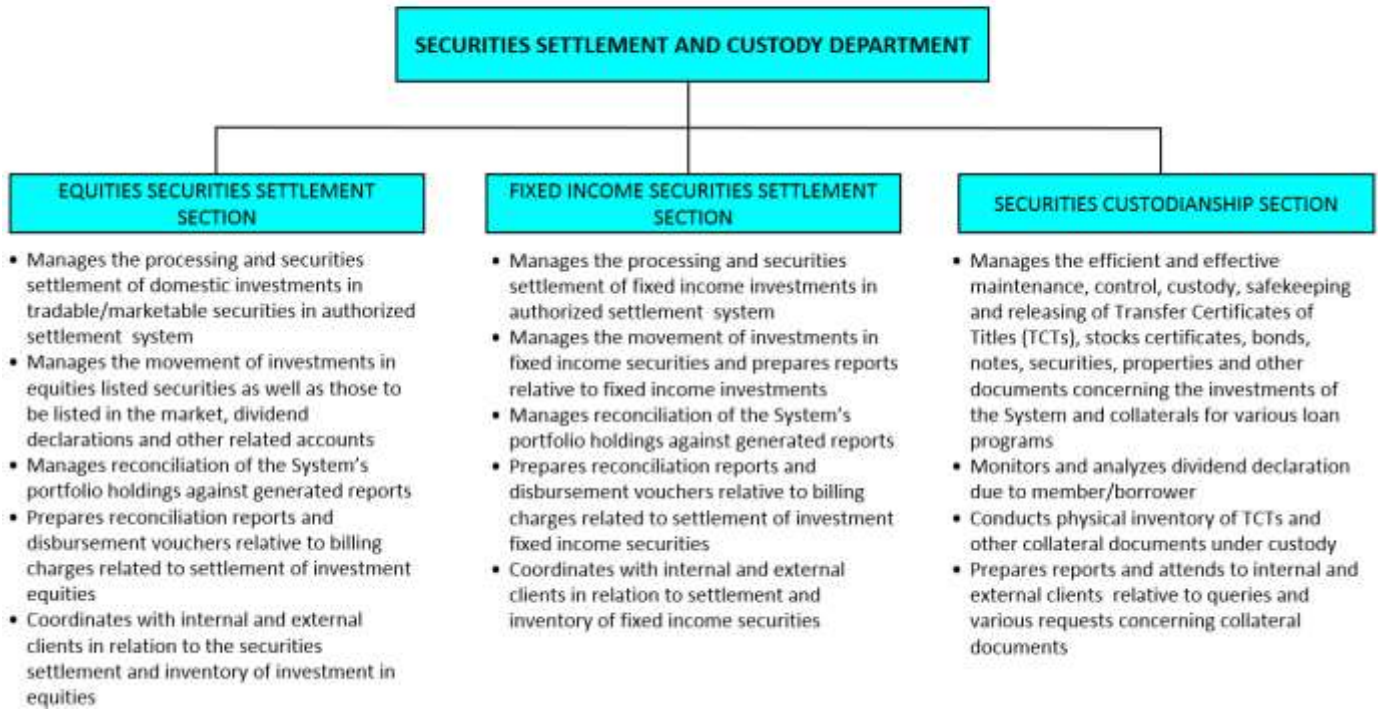 SECURITIES SETTLEMENT AND CUSTODY DEPARTMENT
EQUITIES SECURITIES SETTLEMENT
SECTION
• Manages the processing and securities
settlement of domestic investments in
tradable/marketable securities in authorized
settlement system
• Manages the movement of investments in
equities listed securities as well as those to
be listed in the market, dividend
declarations and other related accounts
• Manages reconciliation of the System's
portfolio holdings against generated reports
• Prepares reconciliation reports and
disbursement vouchers relative to billing
charges related to settlement of investment
equities
• Coordinates with internal and external
clients in relation to the securities
settlement and inventory of investment in
equities
FIXED INCOME SECURITIES SETTLEMENT
SECTION
• Manages the processing and securities
settlement of fixed income investments in
authorized settlement system
• Manages the movement of investments in
fixed income securities and prepares reports
relative to fixed income investments
• Manages reconciliation of the System's
portfolio holdings against generated reports
• Prepares reconciliation reports and
disbursement vouchers relative to billing
charges related to settlement of investment
fixed income securities
• Coordinates with internal and external
clients in relation to settlement and
inventory of fixed income securities
SECURITIES CUSTODIANSHIP SECTION
• Manages the efficient and effective
maintenance, control, custody, safekeeping
and releasing of Transfer Certificates of
Titles (TCTs), stocks certificates, bonds,
notes, securities, properties and other
documents concerning the investments of
the System and collaterals for various loan
programs
• Monitors and analyzes dividend declaration
due to member/borrower
• Conducts physical inventory of TCTs and
other collateral documents under custody
• Prepares reports and attends to internal and
external clients relative to queries and
various requests concerning collateral
documents